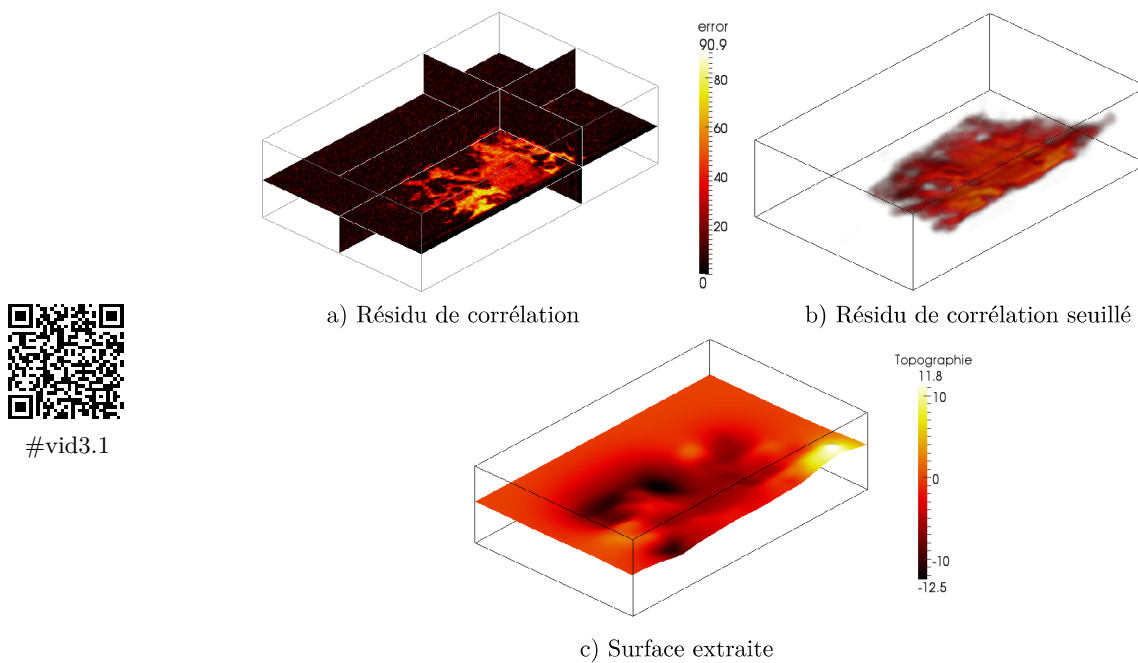 error
90.9
80
60
40
20
0
a) Résidu de corrélation
b) Résidu de corrélation seuillé
#vid3.1
Topographie
11.8
10
0
-10
-12.5
c) Surface extraite